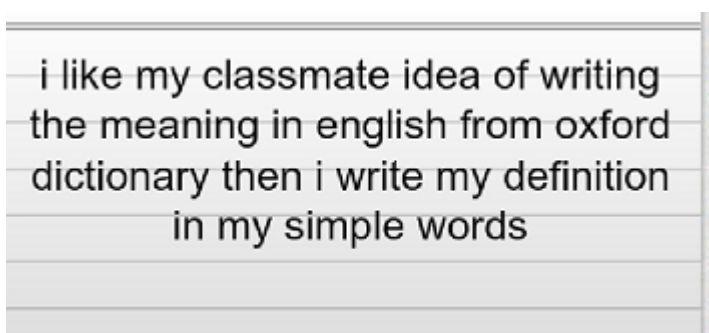 i like my classmate idea of writing
the meaning in english from oxford
dictionary then i write my definition
in my simple words